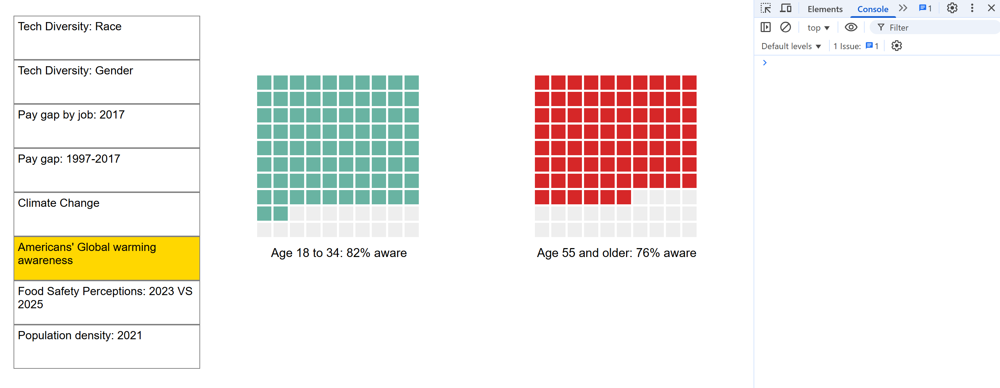 Tech Diversity: Race
Tech Diversity: Gender
Pay gap by job: 2017
Pay gap: 1997-2017
Climate Change
Americans' Global warming
awareness
Food Safety Perceptions: 2023 VS
2025
Population density: 2021
Age 18 to 34: 82% aware
Age 55 and older: 76% aware
Elements Console 1
top Filter
Default levels 1 Issue: 1